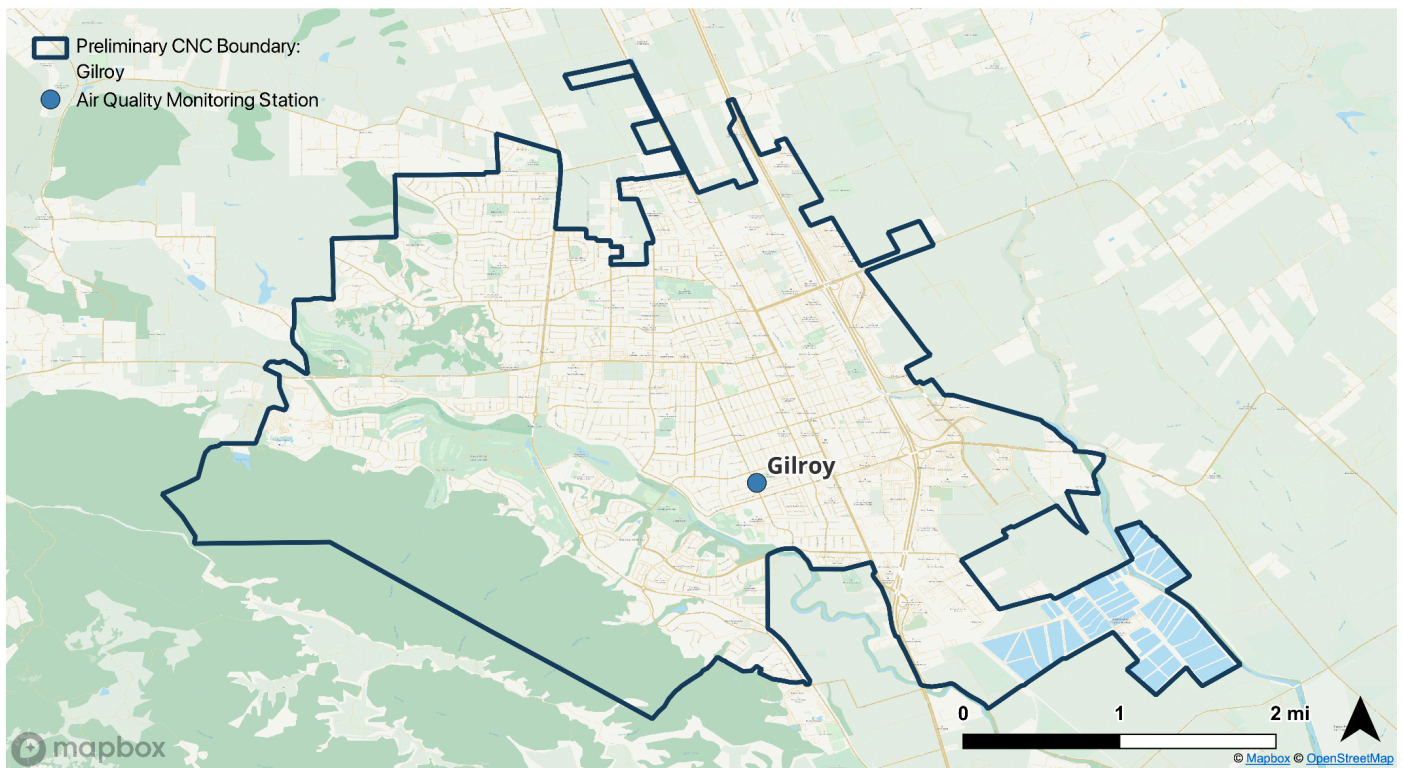 Preliminary CNC Boundary:
Gilroy
Air Quality Monitoring Station
Gilroy
0 1 2 mi
mapbox
© Mapbox © OpenStreetMap